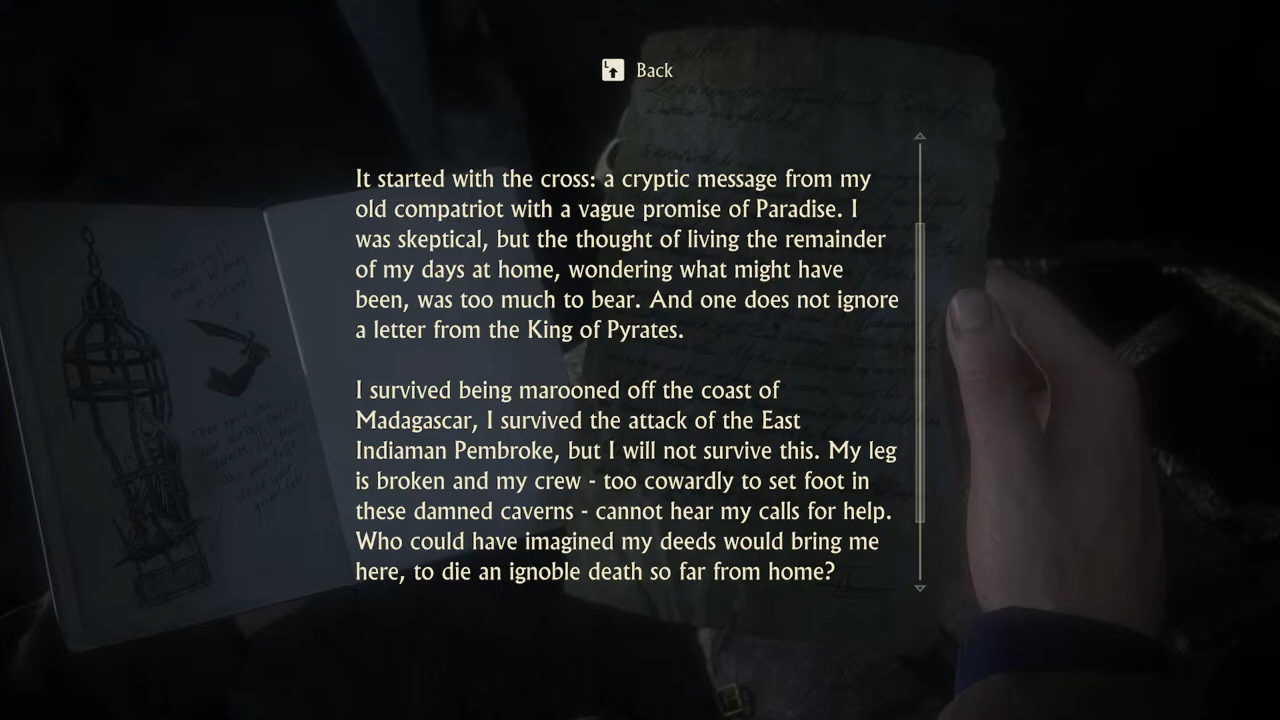 Back
It started with the cross: a cryptic message from my
old compatriot with a vague promise of Paradise. I
was skeptical, but the thought of living the remainder
of my days at home, wondering what might have
been, was too much to bear. And one does not ignore
a letter from the King of Pyrates.
I survived being marooned off the coast of
Madagascar, I survived the attack of the East
Indiaman Pembroke, but I will not survive this. My leg
is broken and my crew - too cowardly to set foot in
these damned caverns - cannot hear my calls for help.
Who could have imagined my deeds would bring me
here, to die an ignoble death so far from home?